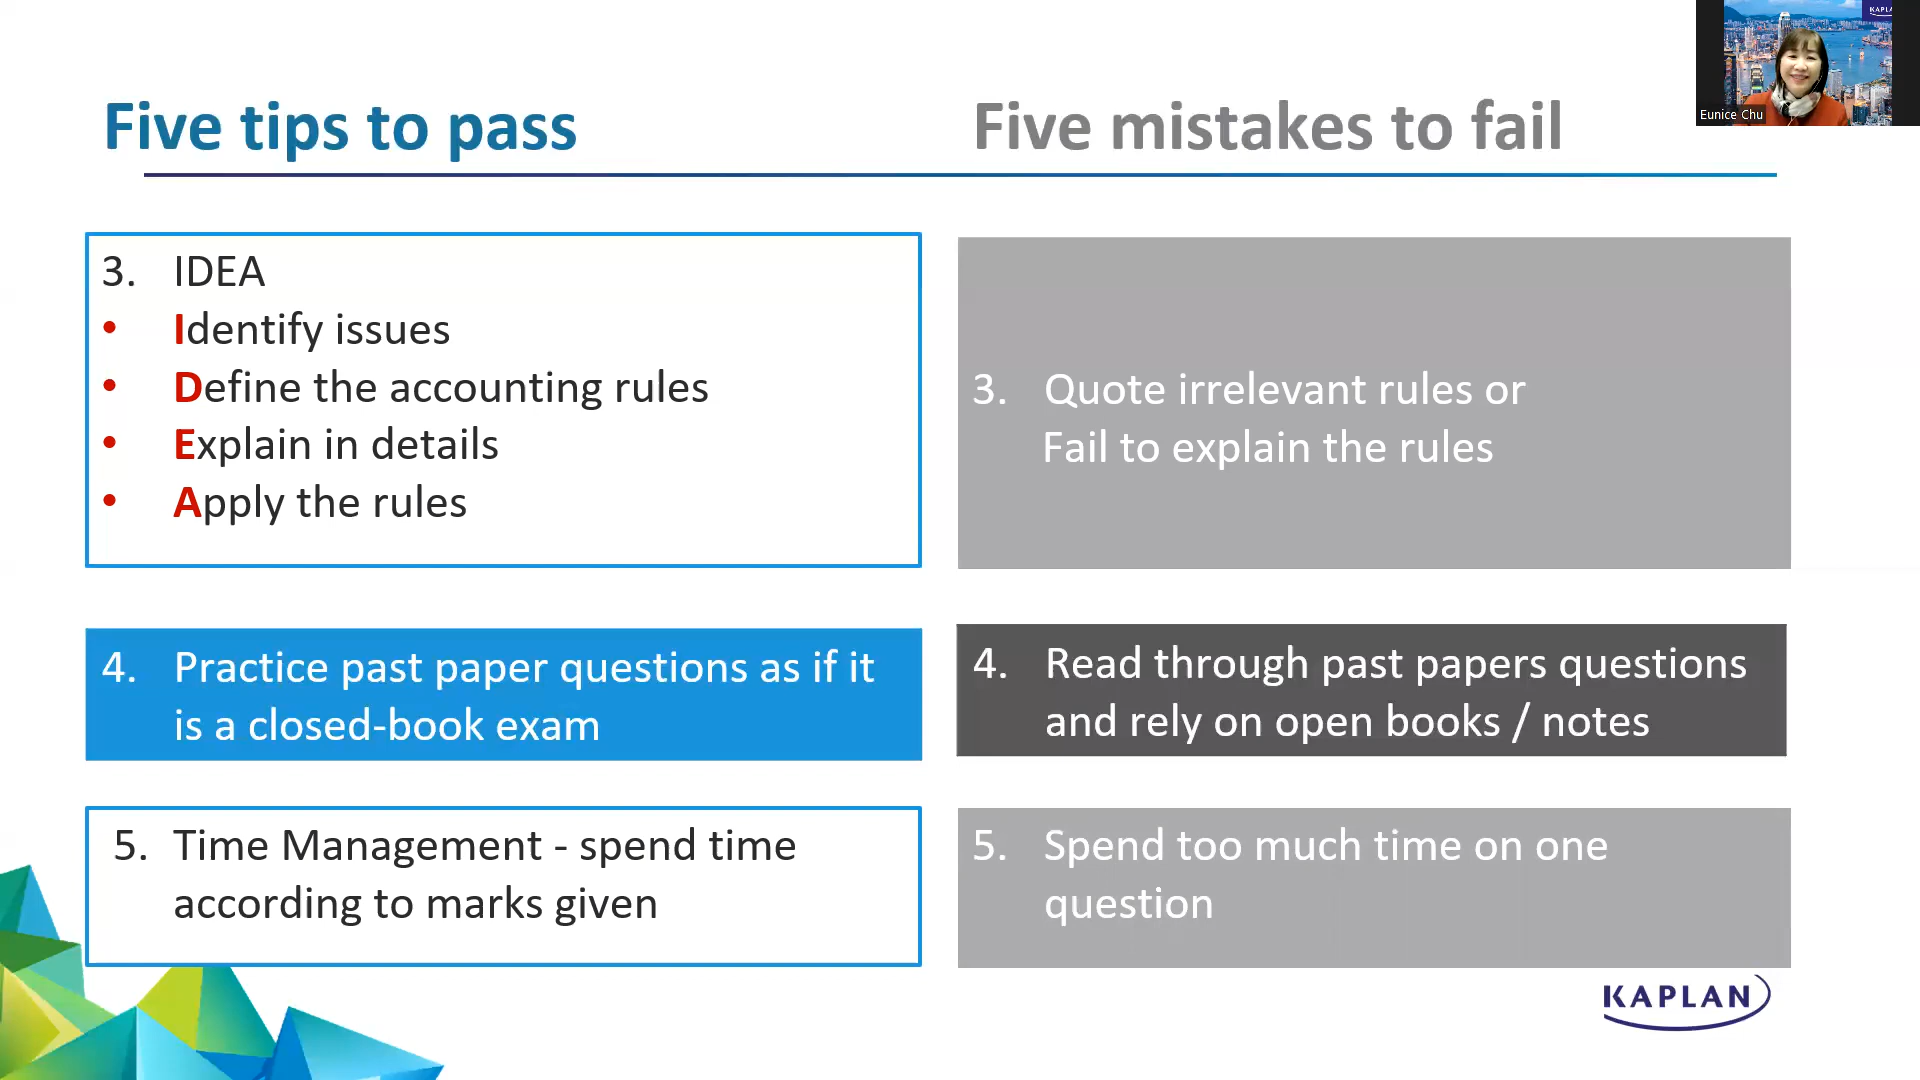 Five tips to pass
Five mistakes to fail
KAPLA
Eunice Chu
3. IDEA
• Identify issues
• Define the accounting rules
• Explain in details
• Apply the rules
3. Quote irrelevant rules or
Fail to explain the rules
4. Practice past paper questions as if it
is a closed-book exam
4. Read through past papers questions
and rely on open books / notes
5. Time Management - spend time
according to marks given
5. Spend too much time on one
question
KAPLAN